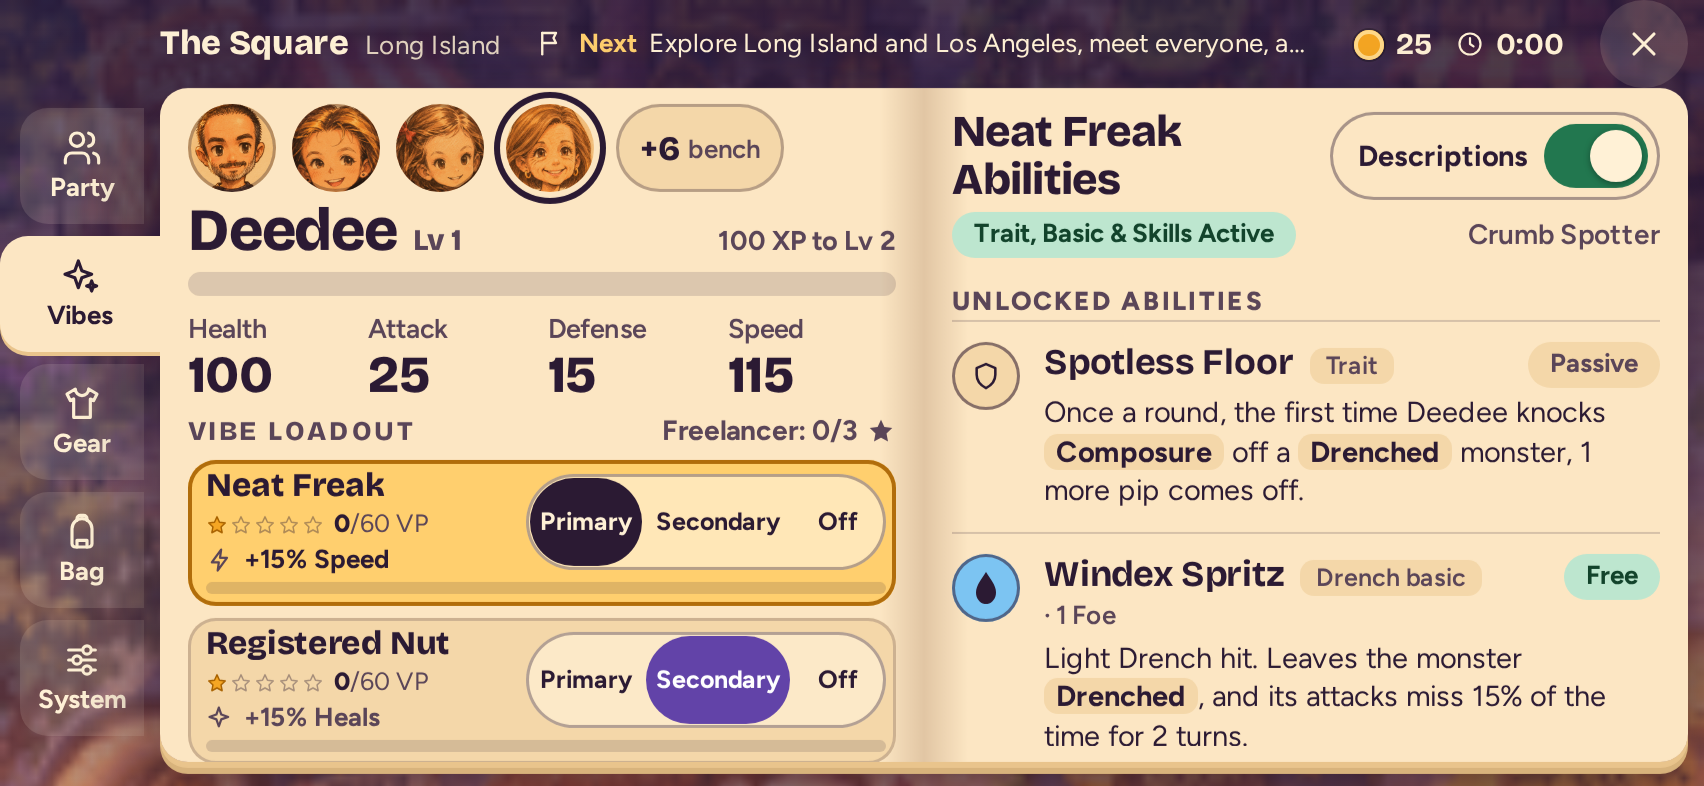 The Square Long Island Next Explore Long Island and Los Angeles, meet everyone, a... 25 0:00
Party
Vibes
Gear
Bag
System
+6 bench
Deedee Lv 1 100 XP to Lv 2
Health Attack Defense Speed
100 25 15 115
VIBE LOADOUT Freelancer: 0/3
Neat Freak
0/60 VP
+15% Speed
Primary Secondary Off
Registered Nut
0/60 VP
+15% Heals
Primary Secondary Off
Neat Freak
Abilities
Descriptions
Trait, Basic & Skills Active Crumb Spotter
UNLOCKED ABILITIES
Spotless Floor Trait Passive
Once a round, the first time Deedee knocks
Composure off a Drenched monster, 1
more pip comes off.
Windex Spritz Drench basic Free
· 1 Foe
Light Drench hit. Leaves the monster
Drenched, and its attacks miss 15% of the
time for 2 turns.